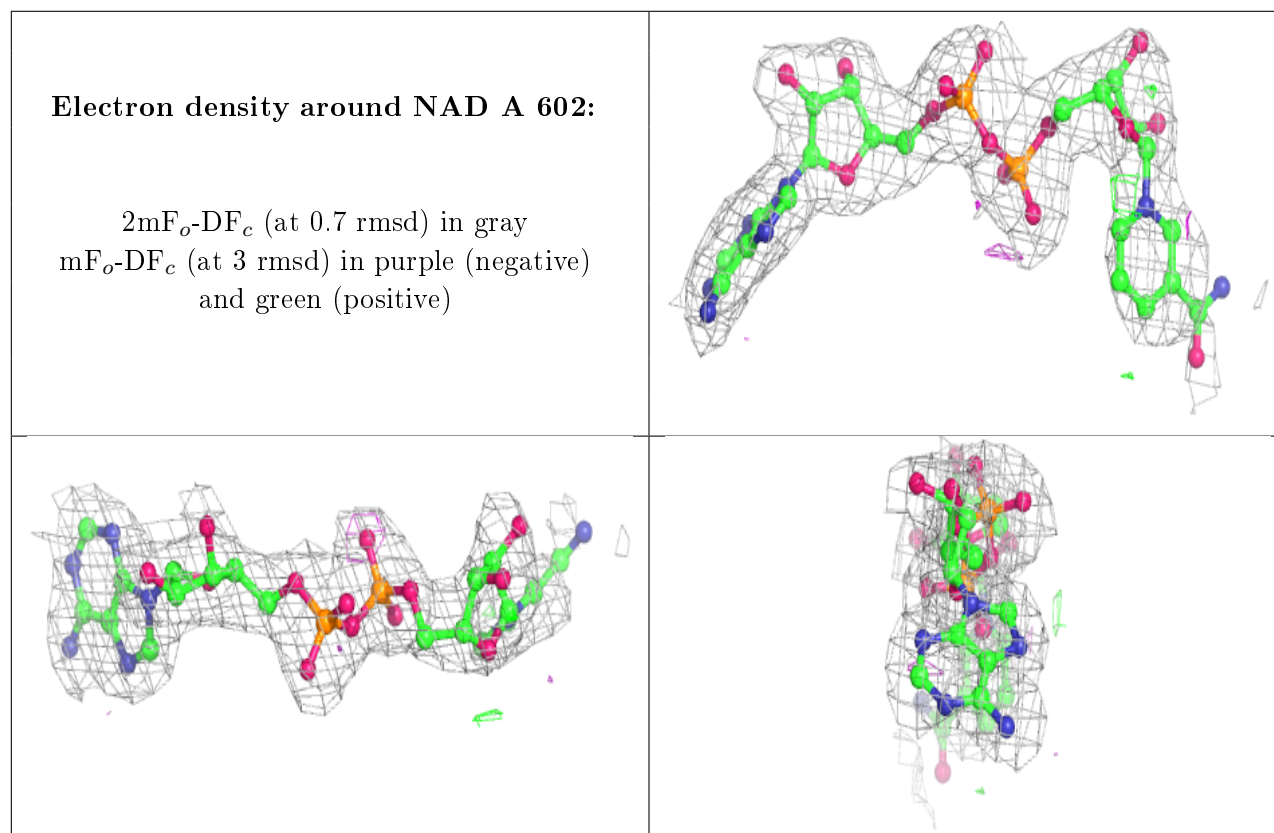 Electron density around NAD A 602:
2mFₒ-DF𝒸 (at 0.7 rmsd) in gray
mFₒ-DF𝒸 (at 3 rmsd) in purple (negative)
and green (positive)